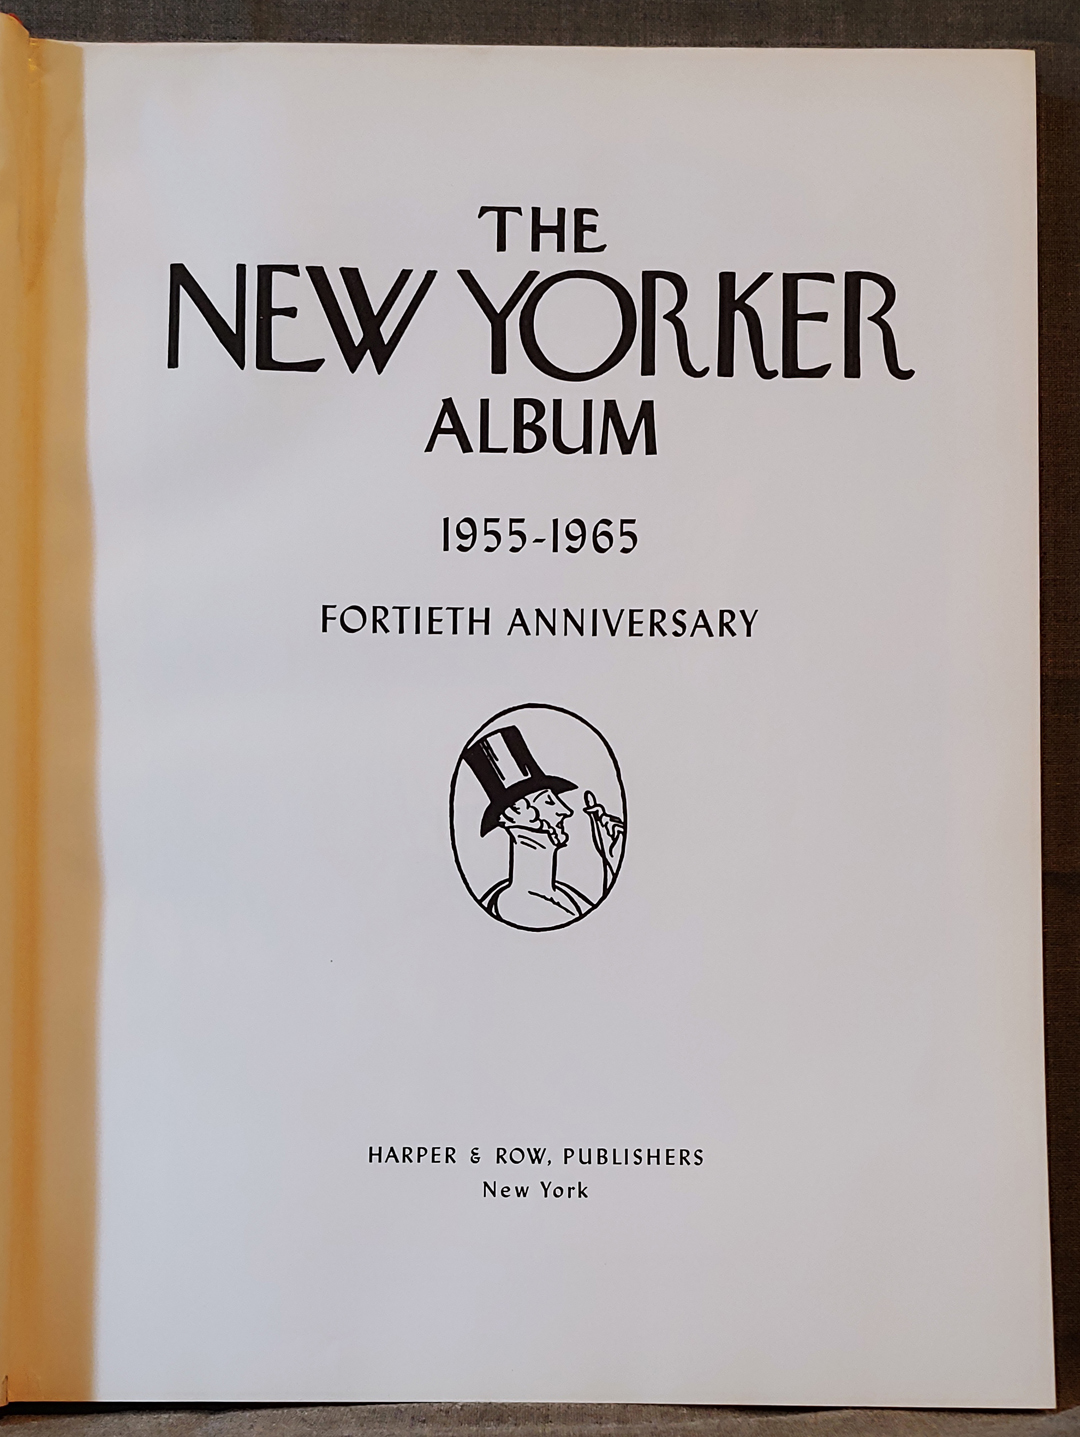 THE
NEW YORKER
ALBUM
1955-1965
FORTIETH ANNIVERSARY
HARPER & ROW, PUBLISHERS
New York